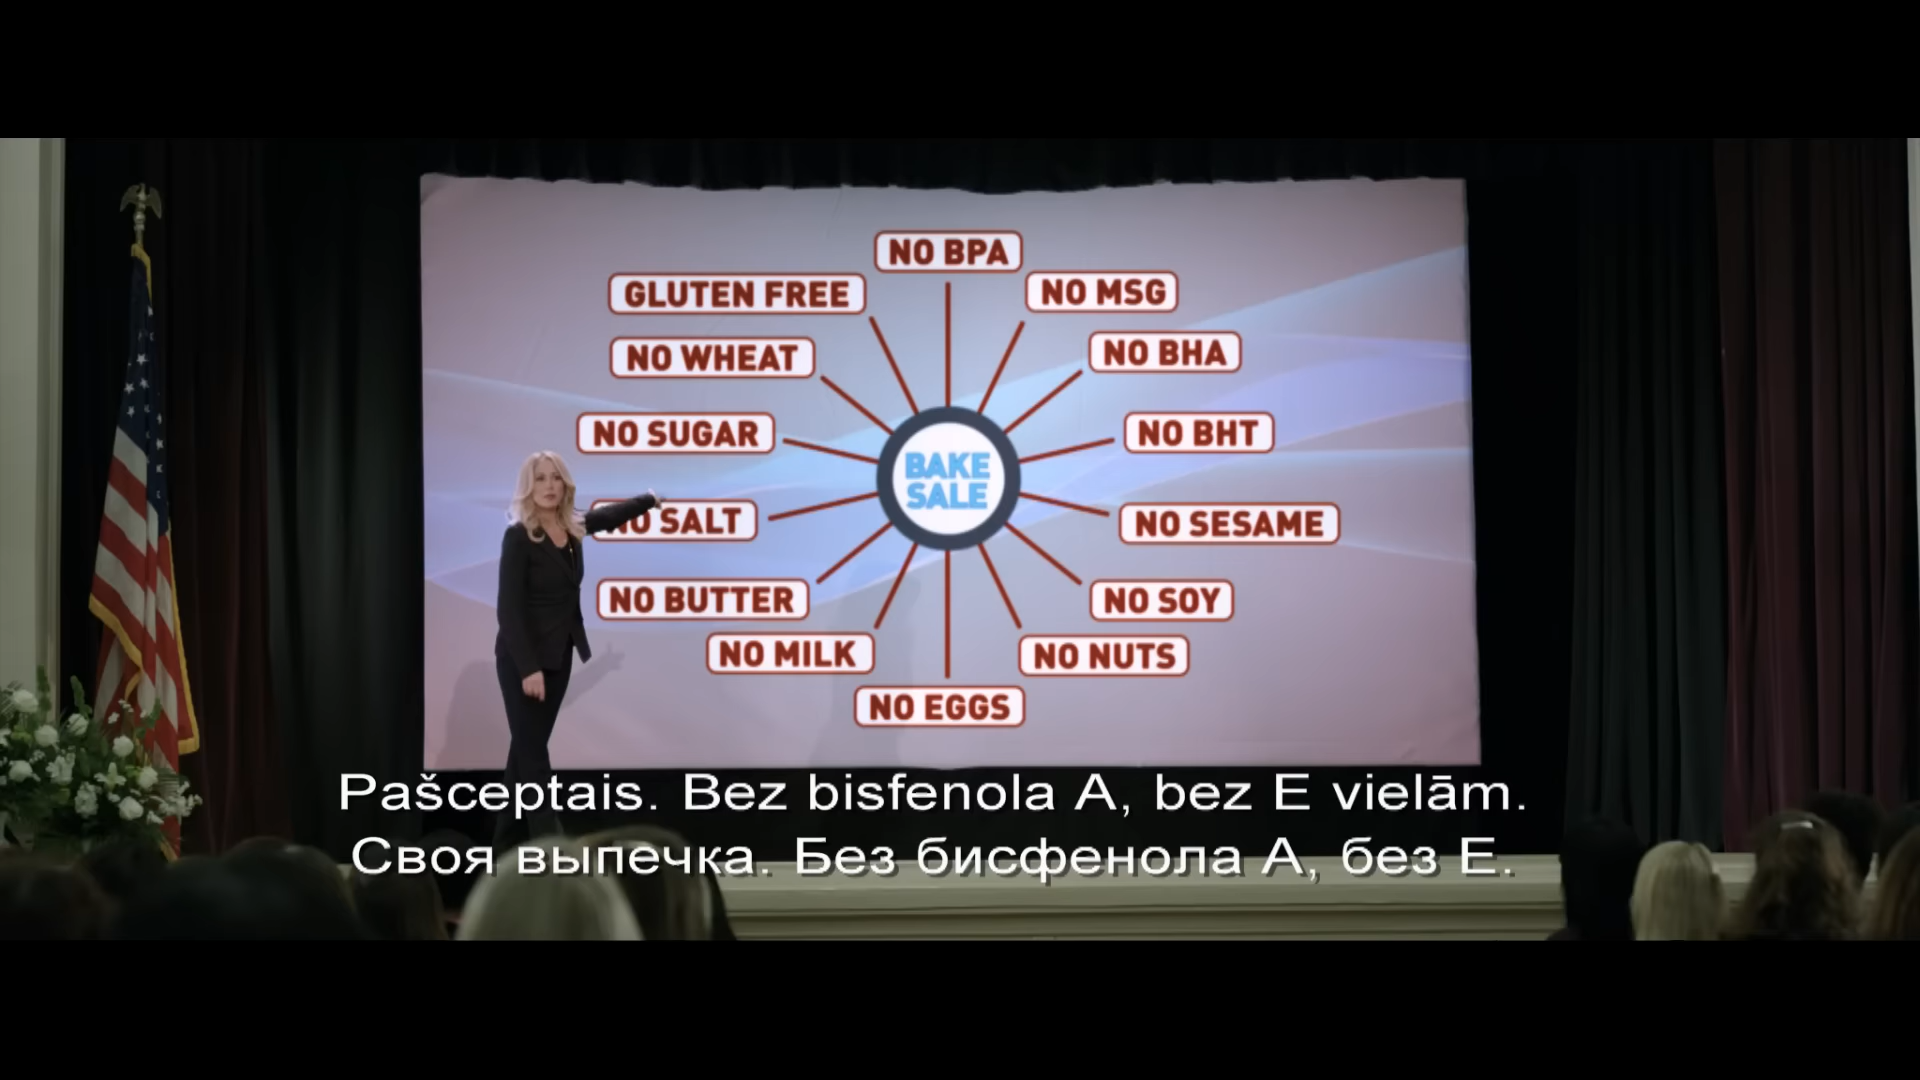 NO BPA
GLUTEN FREE
NO MSG
NO WHEAT
NO BHA
NO SUGAR
NO BHT
BAKE
SALE
NO SALT
NO SESAME
NO BUTTER
NO SOY
NO MILK
NO NUTS
NO EGGS
Pašceptais. Bez bisfenola A, bez E vielām.
Своя выпечка. Без бисфенола А, без Е.